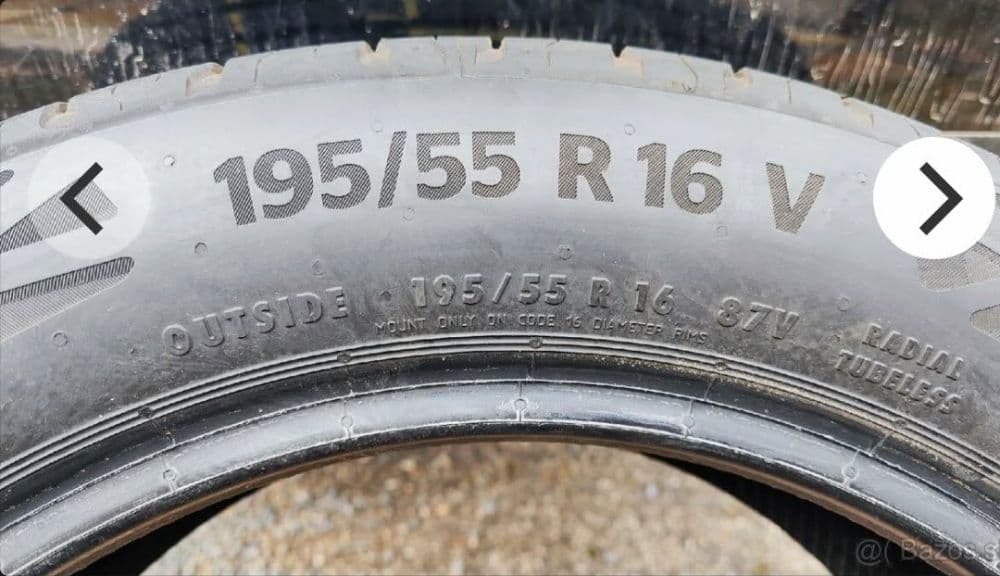 195/55 R 16 V
OUTSIDE 195/55 R 16 87V RADIAL
MOUNT ONLY ON CODE 16 DIAMETER RIMS TUBELESS
@( Bazos.s